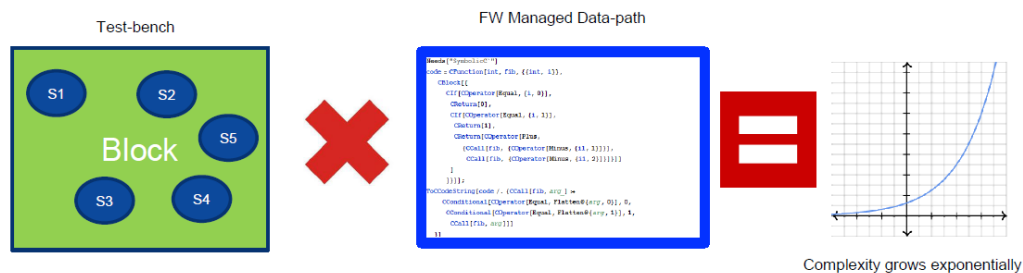 Test-bench
FW Managed Data-path
S1
S2
S5
Block
S3
S4
Needs["SymbolicC`"]
code = CFunction[int, fib, {{int, i}},
CBlock[{
CIf[COperator[Equal, {i, 0}],
CReturn[0],
CIf[COperator[Equal, {i, 1}],
CReturn[1],
CReturn[COperator[Plus,
{CCall[fib, {COperator[Minus, {i1, 1}]}],
CCall[fib, {COperator[Minus, {i1, 2}]}]}]]
]
]}]];
ToCCodeString[code /. (CCall[fib, arg_] :>
CConditional[COperator[Equal, Flatten@{arg, 0}], 0,
CConditional[COperator[Equal, Flatten@{arg, 1}], 1,
CCall[fib, arg]]]
)]
Complexity grows exponentially